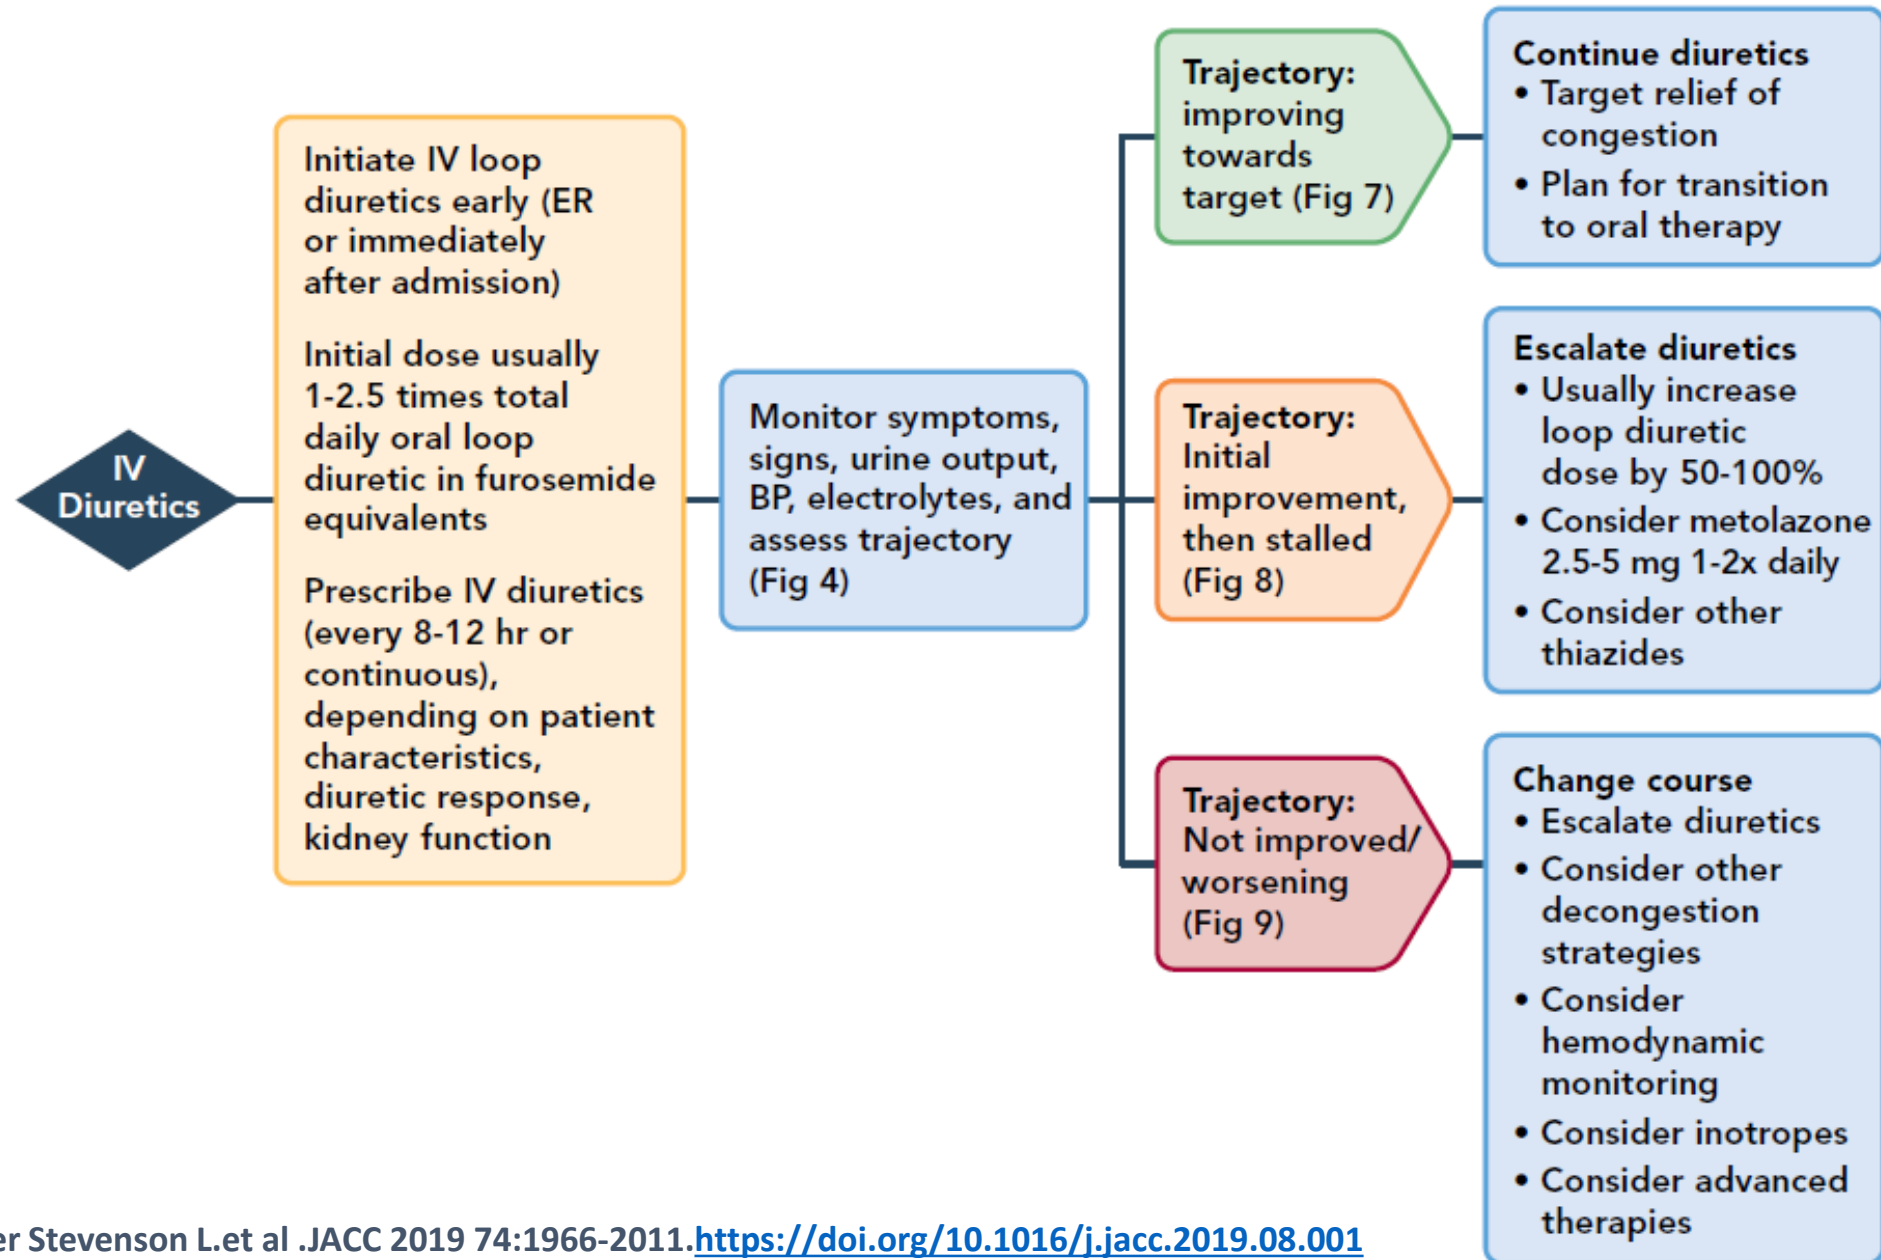 IV
Diuretics
Initiate IV loop
diuretics early (ER
or immediately
after admission)
Initial dose usually
1-2.5 times total
daily oral loop
diuretic in furosemide
equivalents
Prescribe IV diuretics
(every 8-12 hr or
continuous),
depending on patient
characteristics,
diuretic response,
kidney function
Monitor symptoms,
signs, urine output,
BP, electrolytes, and
assess trajectory
(Fig 4)
Trajectory:
improving
towards
target (Fig 7)
Continue diuretics
• Target relief of
congestion
• Plan for transition
to oral therapy
Trajectory:
Initial
improvement,
then stalled
(Fig 8)
Escalate diuretics
• Usually increase
loop diuretic
dose by 50-100%
• Consider metolazone
2.5-5 mg 1-2x daily
• Consider other
thiazides
Trajectory:
Not improved/
worsening
(Fig 9)
Change course
• Escalate diuretics
• Consider other
decongestion
strategies
• Consider
hemodynamic
monitoring
• Consider inotropes
• Consider advanced
therapies
Stevenson L.et al .JACC 2019 74:1966-2011.https://doi.org/10.1016/j.jacc.2019.08.001